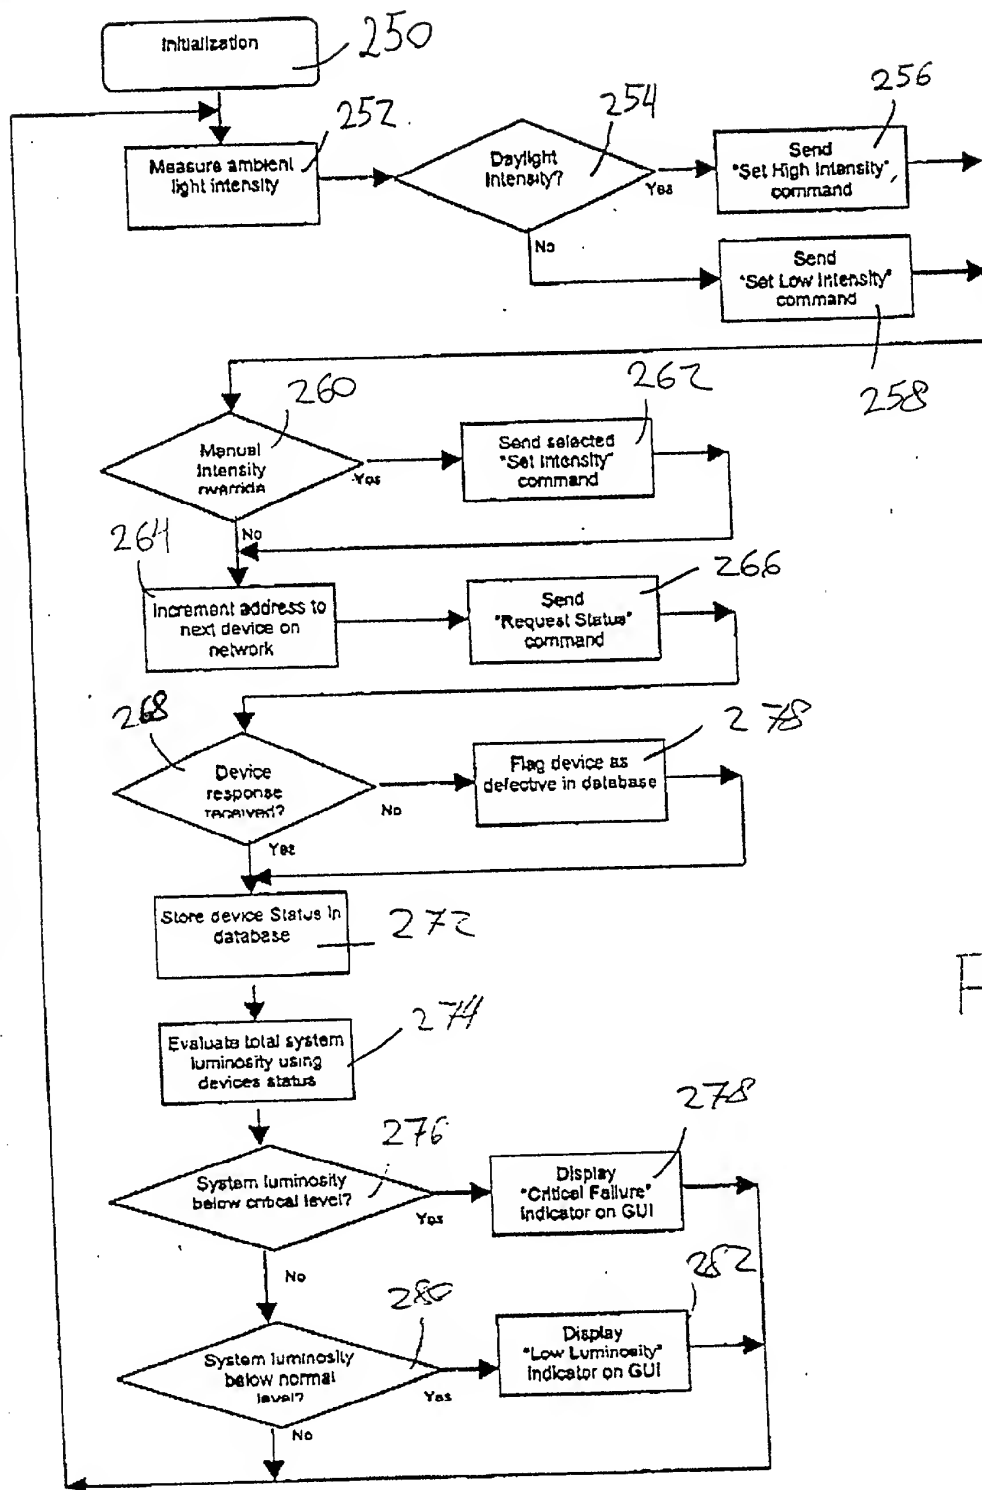 Initialization
250
252
Measure ambient
light intensity
254
Daylight
Intensity?
Yes
No
256
Send
"Set High Intensity"
command
Send
"Set Low Intensity"
command
258
260
Manual
Intensity
override
Yes
No
262
Send selected
"Set Intensity"
command
264
Increment address to
next device on
network
266
Send
"Request Status"
command
268
Device
response
received?
No
Yes
278
Flag device as
defective in database
Store device Status in
database
272
274
Evaluate total system
luminosity using
devices status
276
System luminosity
below critical level?
Yes
No
278
Display
"Critical Failure"
indicator on GUI
280
System luminosity
below normal
level?
Yes
No
282
Display
"Low Luminosity"
indicator on GUI
F